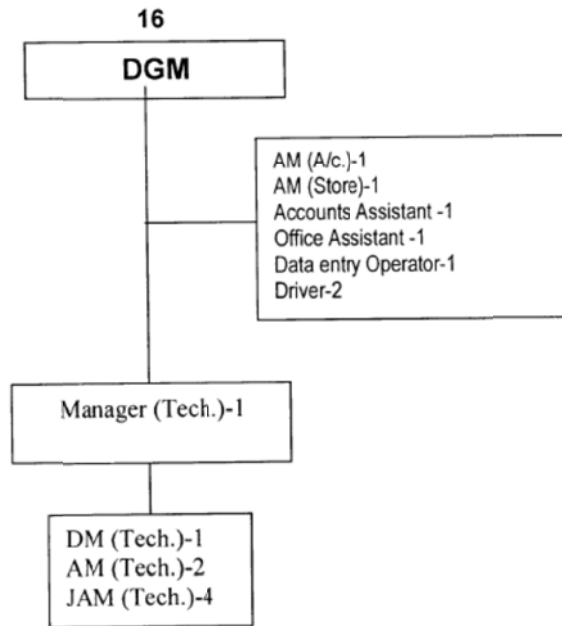 16
DGM
AM (A/c.)-1
AM (Store)-1
Accounts Assistant -1
Office Assistant -1
Data entry Operator-1
Driver-2
Manager (Tech.)-1
DM (Tech.)-1
AM (Tech.)-2
JAM (Tech.)-4